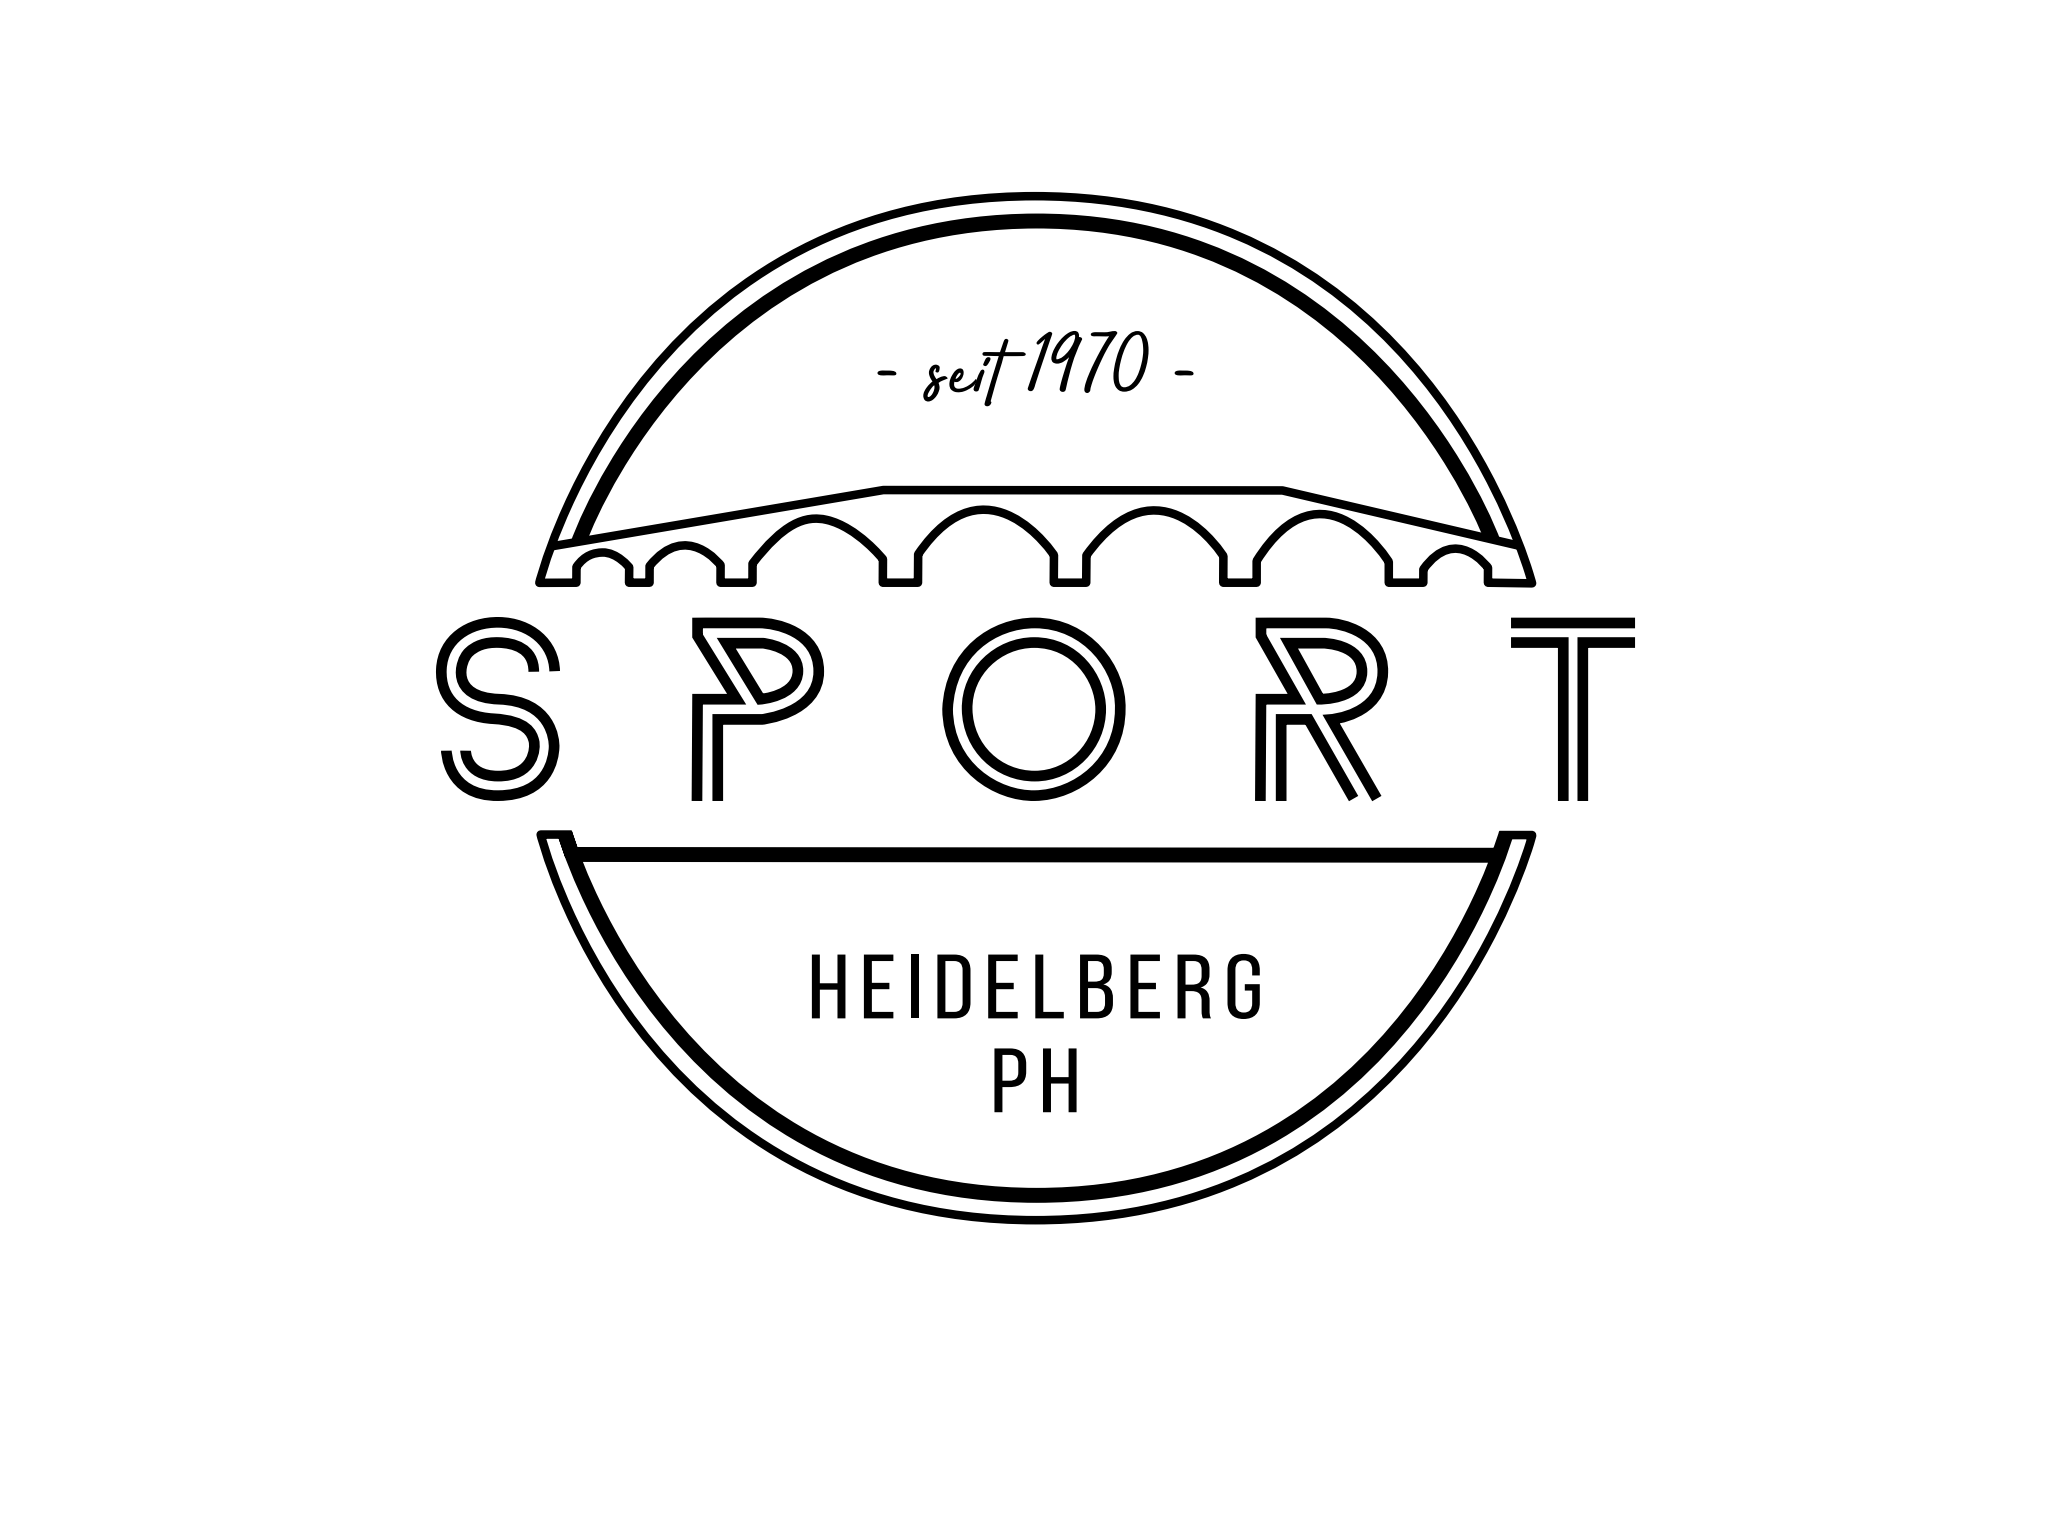 - seit 1970 -
SPORT
HEIDELBERG
PH